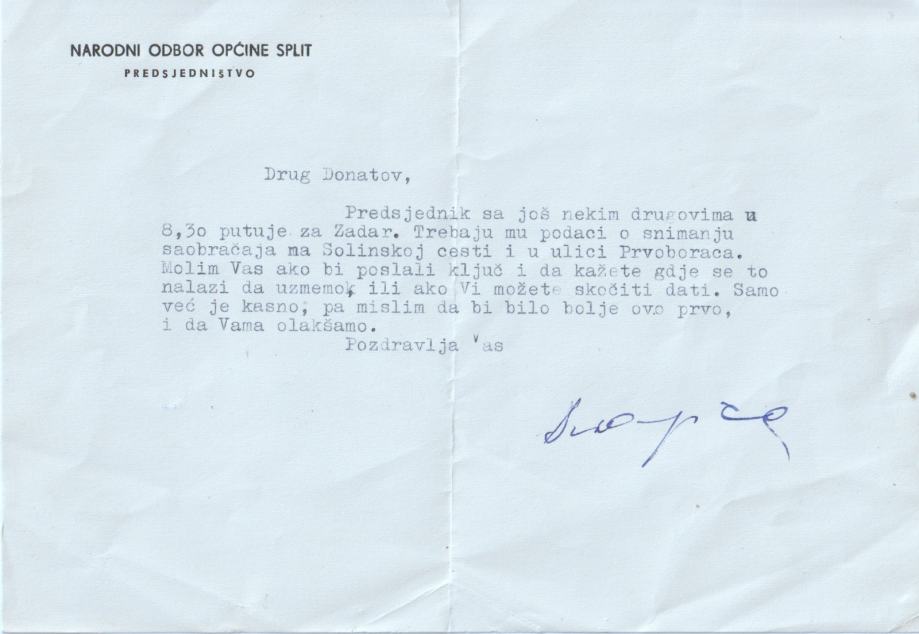 NARODNI ODBOR OPĆINE SPLIT
PREDSJEDNIŠTVO
Drug Donatov,
Predsjednik sa još nekim drugovima u
8,3o putuje za Zadar. Trebaju mu podaci o snimanju
saobraćaja na Solinskoj cesti i u ulici Prvoboraca.
Molim Vas ako bi poslali ključ i da kažete gdje se to
nalazi da uzmemo, ili ako Vi možete skočiti dati. Samo
već je kasno, pa mislim da bi bilo bolje ovo prvo,
i da Vama olakšamo.
Pozdravlja Vas